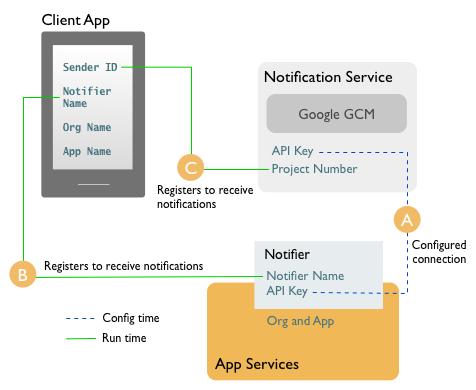 Client App
Sender ID
Notifier
Name
Org Name
App Name
Notification Service
Google GCM
API Key
Project Number
C
Registers to receive
notifications
A
Configured
connection
B
Registers to receive notifications
Notifier
Notifier Name
API Key
Org and App
App Services
Config time
Run time